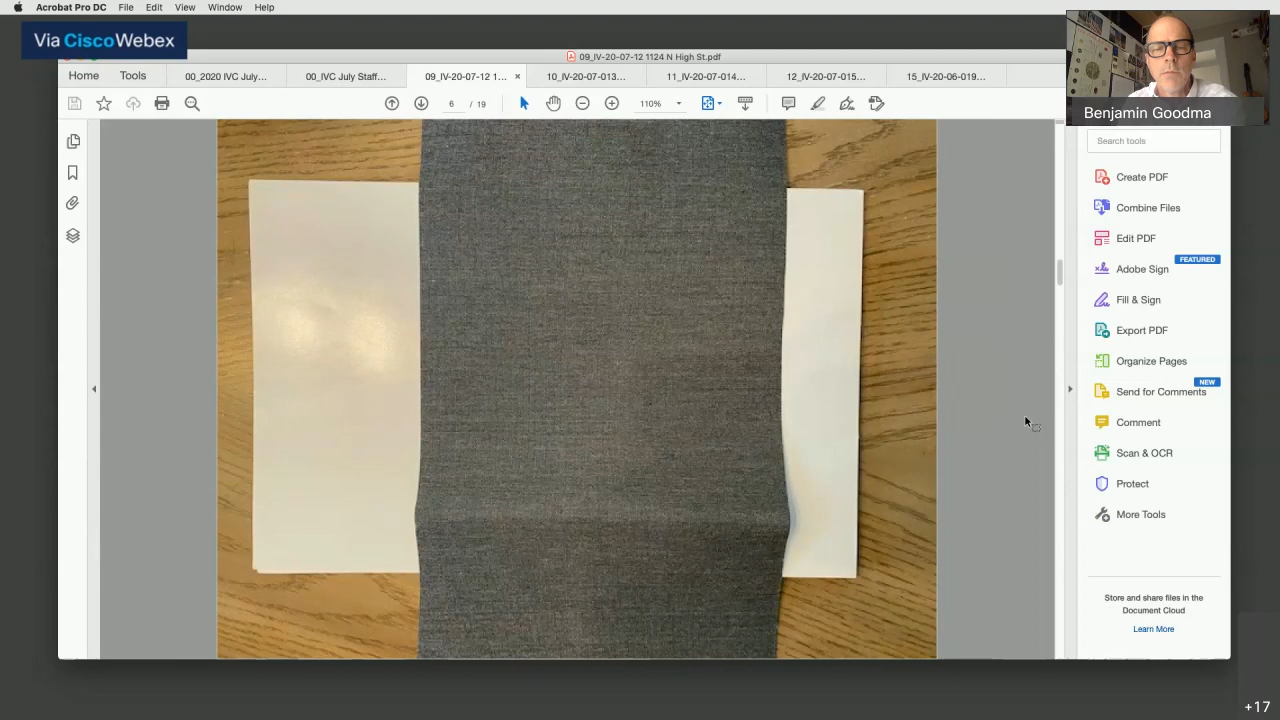 Acrobat Pro DC File Edit View Window Help
Via Cisco Webex
09_IV-20-07-12 1124 N High St.pdf
Home Tools 00_2020 IVC July... 00_IVC July Staff... 09_IV-20-07-12 1... × 10_IV-20-07-013... 11_IV-20-07-014... 12_IV-20-07-015... 15_IV-20-06-019...
6 / 19 110%
Benjamin Goodma
Search tools
Create PDF
Combine Files
Edit PDF
FEATURED
Adobe Sign
Fill & Sign
Export PDF
Organize Pages
NEW
Send for Comments
Comment
Scan & OCR
Protect
More Tools
Store and share files in the
Document Cloud
Learn More
+17